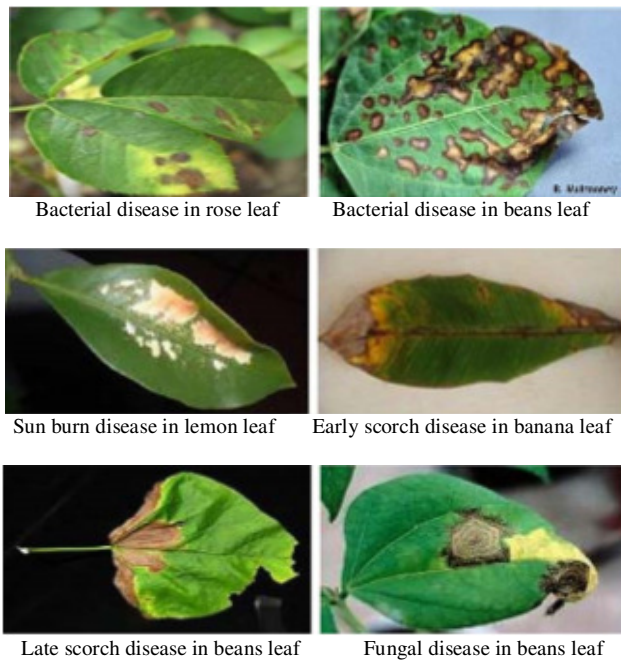 Bacterial disease in rose leaf
Bacterial disease in beans leaf
Sun burn disease in lemon leaf
Early scorch disease in banana leaf
Late scorch disease in beans leaf
Fungal disease in beans leaf